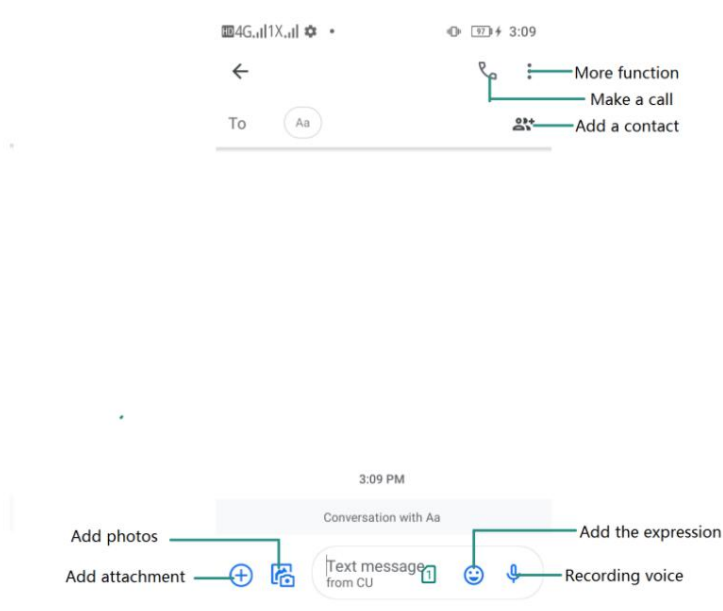 HD 4G 1X 97 3:09
More function
Make a call
To Aa
Add a contact
3:09 PM
Conversation with Aa
Add photos
Add the expression
Add attachment
Text message 1
from CU
Recording voice